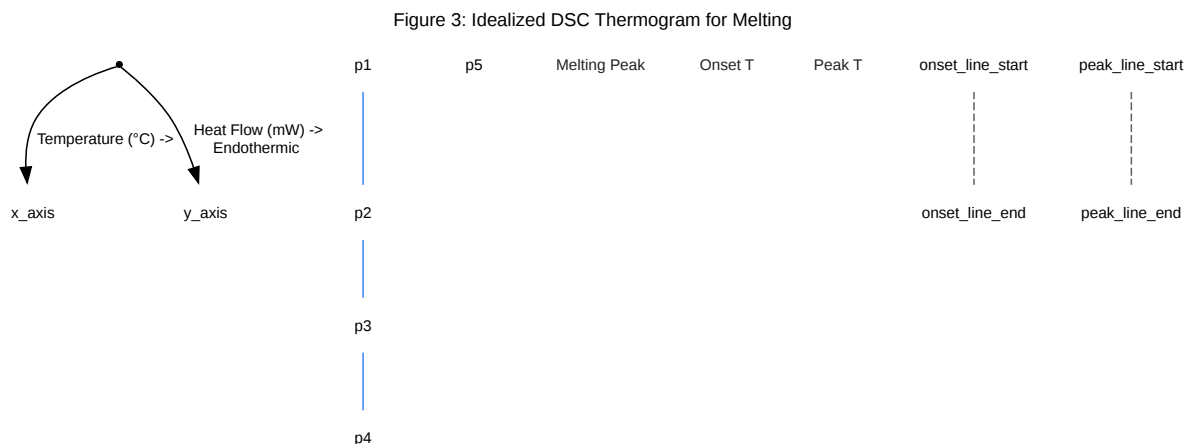 Figure 3: Idealized DSC Thermogram for Melting
p1
p5
Melting Peak
Onset T
Peak T
onset_line_start
peak_line_start
Temperature (°C) ->
Heat Flow (mW) ->
Endothermic
x_axis
y_axis
p2
onset_line_end
peak_line_end
p3
p4